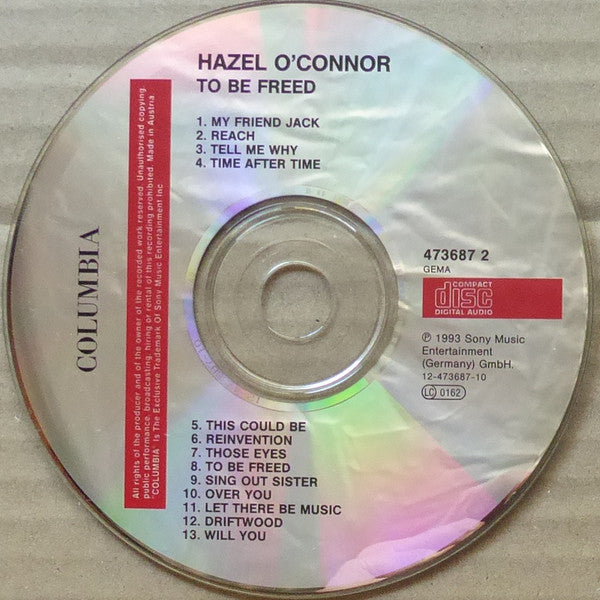 HAZEL O'CONNOR
TO BE FREED
1. MY FRIEND JACK
2. REACH
3. TELL ME WHY
4. TIME AFTER TIME
All rights of the producer and of the owner of the recorded work reserved. Unauthorised copying,
public performance, broadcasting, hiring or rental of this recording prohibited. Made in Austria
"COLUMBIA" Is The Exclusive Trademark Of Sony Music Entertainment Inc
COLUMBIA
473687 2
GEMA
COMPACT
disc
DIGITAL AUDIO
℗ 1993 Sony Music
Entertainment
(Germany) GmbH.
12-473687-10
LC 0162
5. THIS COULD BE
6. REINVENTION
7. THOSE EYES
8. TO BE FREED
9. SING OUT SISTER
10. OVER YOU
11. LET THERE BE MUSIC
12. DRIFTWOOD
13. WILL YOU